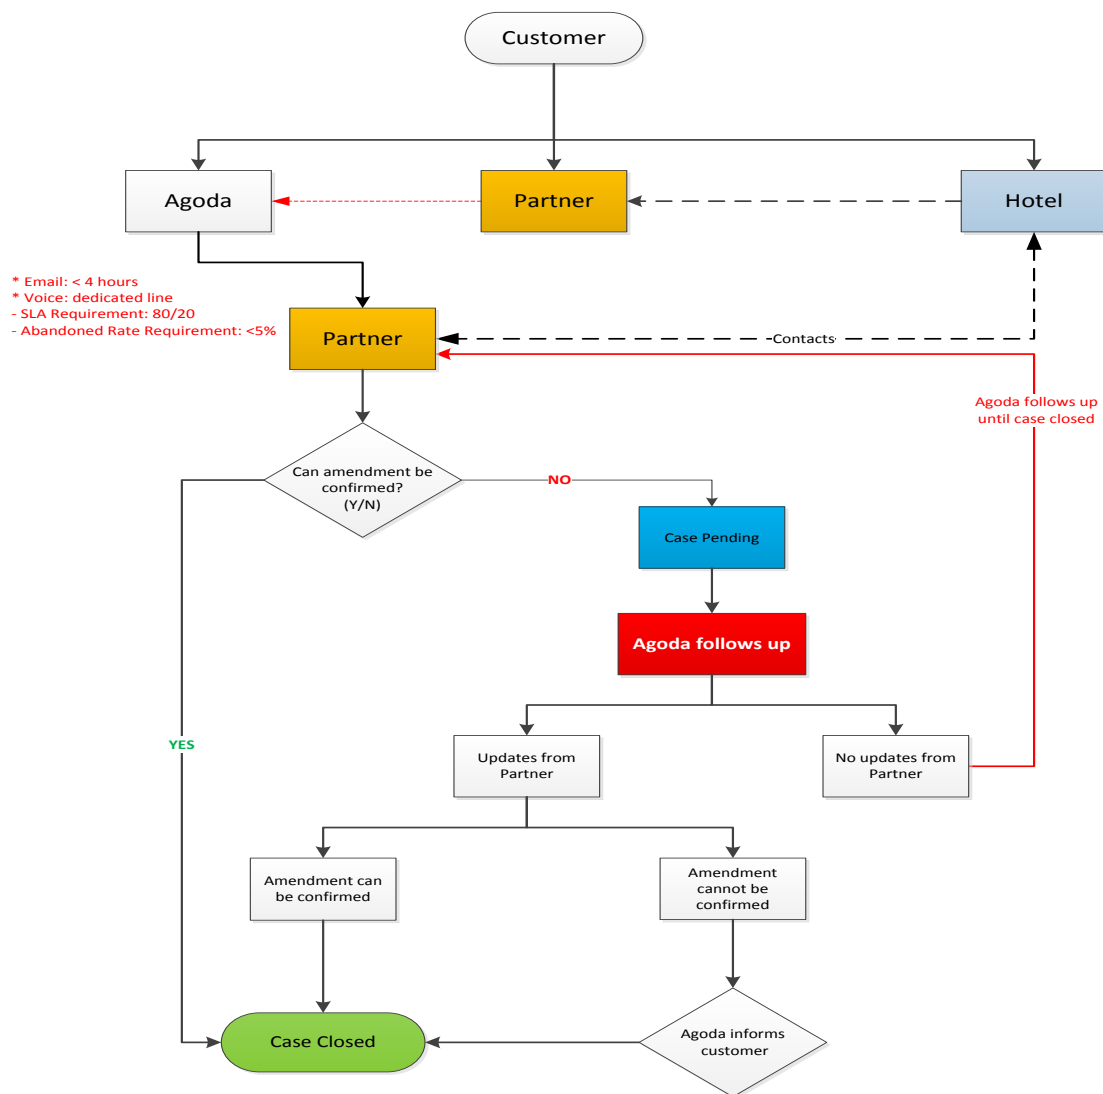 Customer
Agoda
Partner
Hotel
* Email: < 4 hours
* Voice: dedicated line
- SLA Requirement: 80/20
- Abandoned Rate Requirement: <5%
Partner
Contacts
Agoda follows up
until case closed
Can amendment be
confirmed?
(Y/N)
NO
Case Pending
Agoda follows up
YES
Updates from
Partner
No updates from
Partner
Amendment can
be confirmed
Amendment
cannot be
confirmed
Case Closed
Agoda informs
customer